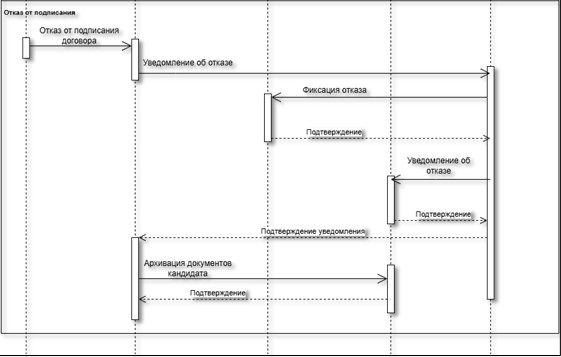 Отказ от подписания
Отказ от подписания
договора
Уведомление об отказе
Фиксация отказа
Подтверждение
Уведомление об
отказе
Подтверждение
Подтверждение уведомления
Архивация документов
кандидата
Подтверждение